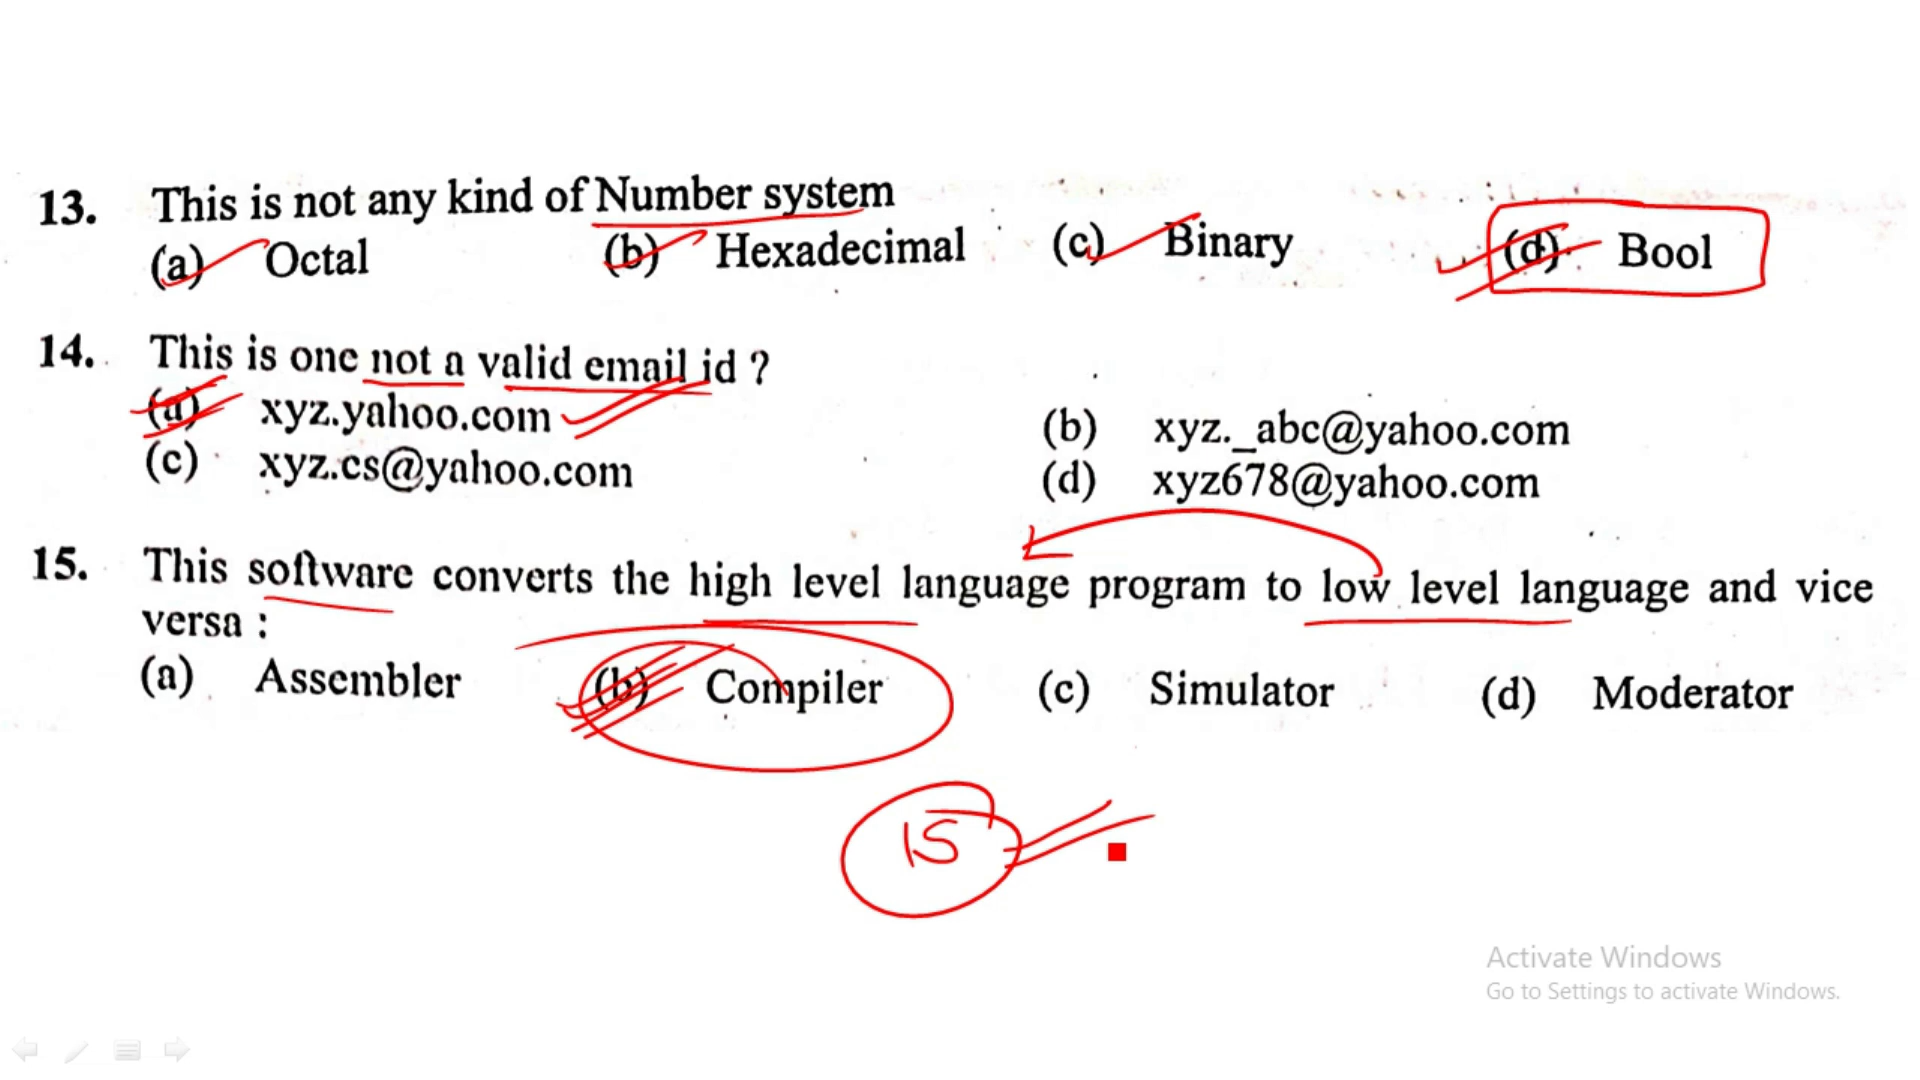 13. This is not any kind of Number system
(a) Octal (b) Hexadecimal (c) Binary (d) Bool
14. This is one not a valid email id ?
(a) xyz.yahoo.com (b) xyz._abc@yahoo.com
(c) xyz.cs@yahoo.com (d) xyz678@yahoo.com
15. This software converts the high level language program to low level language and vice
versa :
(a) Assembler (b) Compiler (c) Simulator (d) Moderator
15
Activate Windows
Go to Settings to activate Windows.